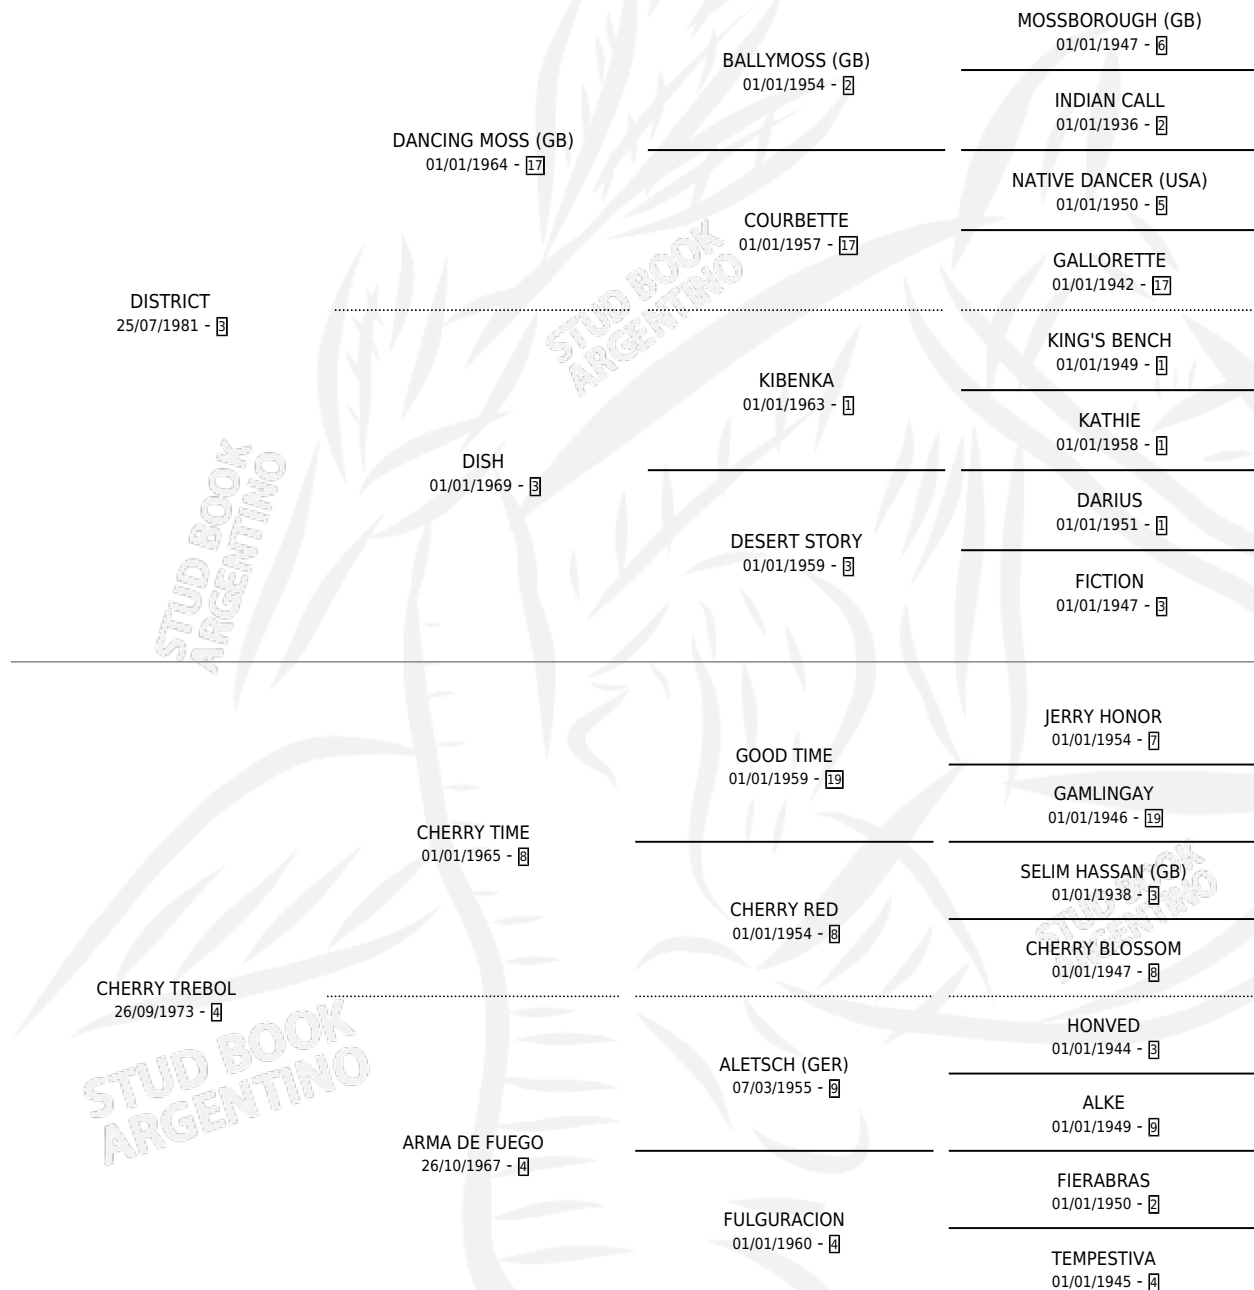 MOSSBOROUGH (GB)
01/01/1947 - 6
BALLYMOSS (GB)
01/01/1954 - 2
INDIAN CALL
01/01/1936 - 2
DANCING MOSS (GB)
01/01/1964 - 17
NATIVE DANCER (USA)
01/01/1950 - 5
COURBETTE
01/01/1957 - 17
GALLORETTE
01/01/1942 - 17
DISTRICT
25/07/1981 - 3
KING'S BENCH
01/01/1949 - 1
KIBENKA
01/01/1963 - 1
KATHIE
01/01/1958 - 1
DISH
01/01/1969 - 3
DARIUS
01/01/1951 - 1
DESERT STORY
01/01/1959 - 3
FICTION
01/01/1947 - 3
STUD BOOK
ARGENTINO
STUD BOOK
ARGENTINO
JERRY HONOR
01/01/1954 - 7
GOOD TIME
01/01/1959 - 19
GAMLINGAY
01/01/1946 - 19
CHERRY TIME
01/01/1965 - 8
SELIM HASSAN (GB)
01/01/1938 - 3
CHERRY RED
01/01/1954 - 8
CHERRY BLOSSOM
01/01/1947 - 8
CHERRY TREBOL
26/09/1973 - 4
HONVED
01/01/1944 - 3
ALETSCH (GER)
07/03/1955 - 9
ALKE
01/01/1949 - 9
ARMA DE FUEGO
26/10/1967 - 4
FIERABRAS
01/01/1950 - 2
FULGURACION
01/01/1960 - 4
TEMPESTIVA
01/01/1945 - 4
STUD BOOK
ARGENTINO
STUD BOOK
ARGENTINO